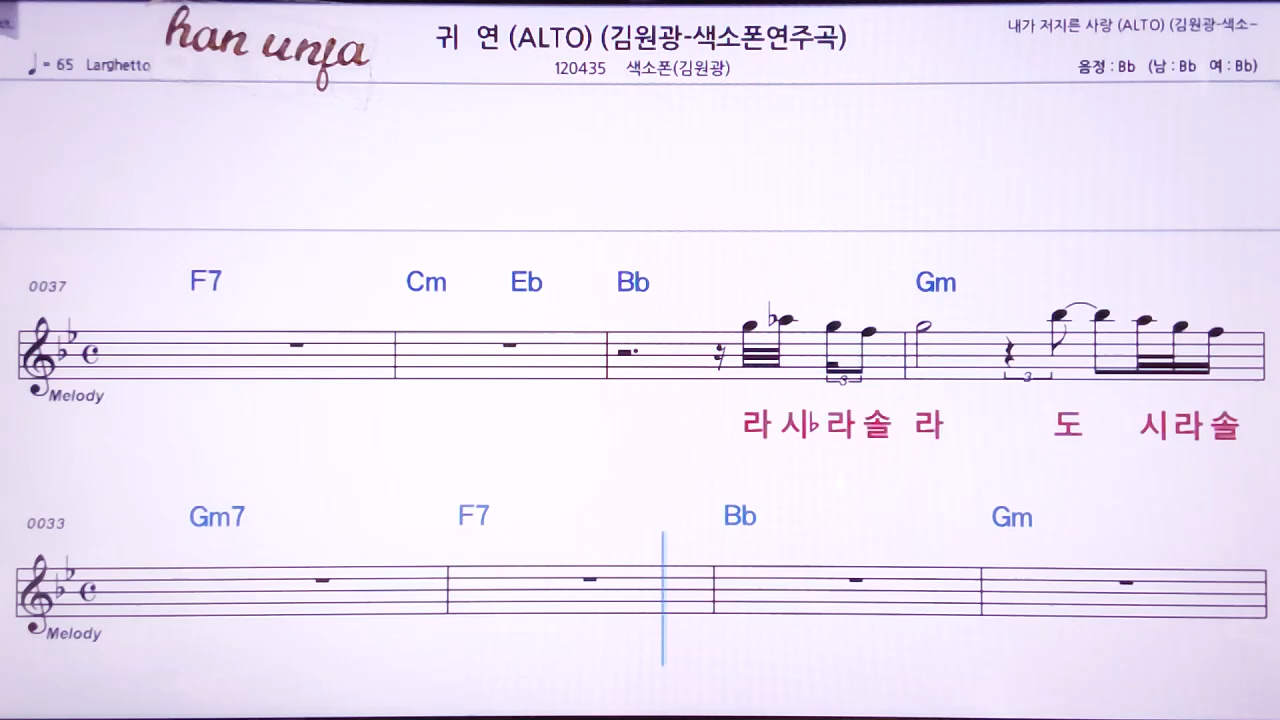 han unja
귀 연 (ALTO) (김원광-색소폰연주곡)
내가 저지른 사랑 (ALTO) (김원광-색소-
♩= 65 Larghetto
120435 색소폰(김원광)
음정 : Bb (남 : Bb 여 : Bb)
0037 F7 Cm Eb Bb Gm
3 3
Melody
라 시♭ 라 솔 라 도 시 라 솔
0033 Gm7 F7 Bb Gm
Melody